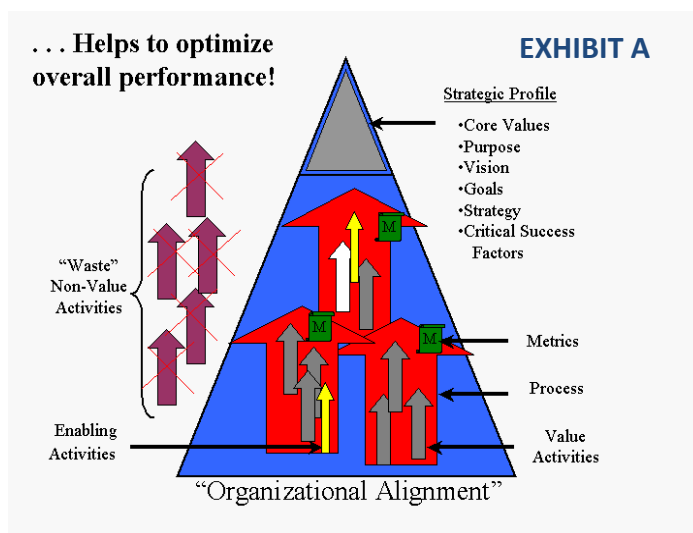 . . . Helps to optimize
overall performance!
EXHIBIT A
Strategic Profile
•Core Values
•Purpose
•Vision
•Goals
•Strategy
•Critical Success
Factors
“Waste”
Non-Value
Activities
M
M
M
Metrics
Process
Enabling
Activities
Value
Activities
“Organizational Alignment”